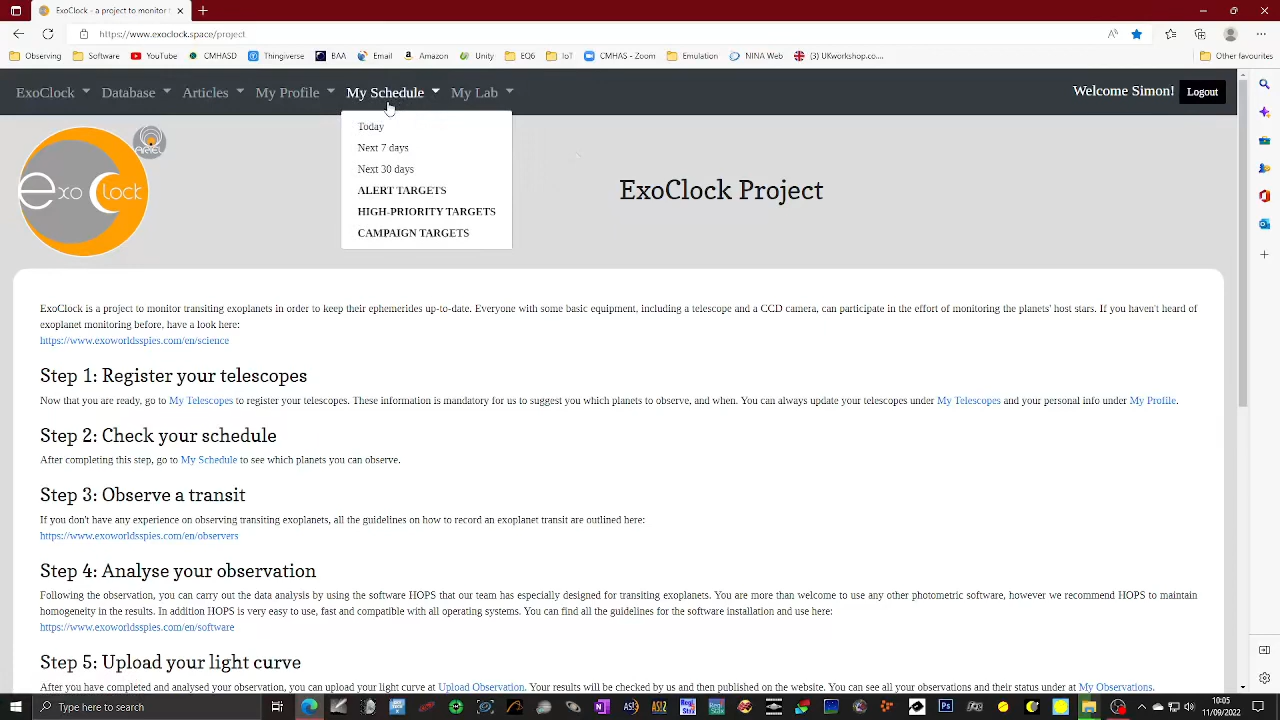 ExoClock - a project to monitor t
https://www.exoclock.space/project
Observing Software YouTube CMHASD Thingiverse BAA Email Amazon Unity EQ6 IoT CMHAS - Zoom Emulation NINA Web (3) UKworkshop.co.... Other favourites
ExoClock Database Articles My Profile My Schedule My Lab Welcome Simon! Logout
Today
Next 7 days
Next 30 days
ALERT TARGETS
HIGH-PRIORITY TARGETS
CAMPAIGN TARGETS
ARIEL
exo clock
ExoClock Project
ExoClock is a project to monitor transiting exoplanets in order to keep their ephemerides up-to-date. Everyone with some basic equipment, including a telescope and a CCD camera, can participate in the effort of monitoring the planets' host stars. If you haven't heard of
exoplanet monitoring before, have a look here:
https://www.exoworldsspies.com/en/science
Step 1: Register your telescopes
Now that you are ready, go to My Telescopes to register your telescopes. These information is mandatory for us to suggest you which planets to observe, and when. You can always update your telescopes under My Telescopes and your personal info under My Profile.
Step 2: Check your schedule
After completing this step, go to My Schedule to see which planets you can observe.
Step 3: Observe a transit
If you don't have any experience on observing transiting exoplanets, all the guidelines on how to record an exoplanet transit are outlined here:
https://www.exoworldsspies.com/en/observers
Step 4: Analyse your observation
Following the observation, you can carry out the data analysis by using the software HOPS that our team has especially designed for transiting exoplanets. You are more than welcome to use any other photometric software, however we recommend HOPS to maintain
homogeneity in the results. In addition HOPS is very easy to use, fast and compatible with all operating systems. You can find all the guidelines for the software installation and use here:
https://www.exoworldsspies.com/en/software
Step 5: Upload your light curve
After you have completed and analysed your observation, you can upload your light curve at Upload Observation. Your results will be checked by us and then published on the website. You can see all your observations and their status under at My Observations.
Type here to search
10:05
11/09/2022